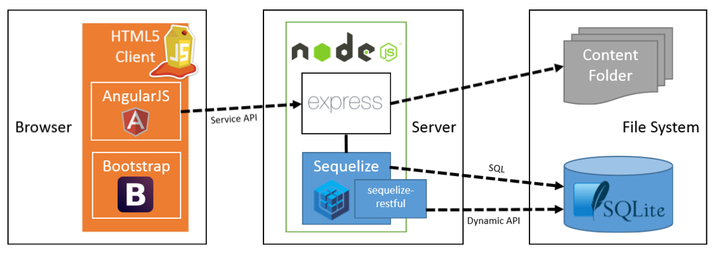 Browser
HTML5
Client
JS
AngularJS
A
Bootstrap
B
Service API
node
JS
express
Server
Sequelize
sequelize-
restful
SQL
Dynamic API
Content
Folder
File System
SQLite